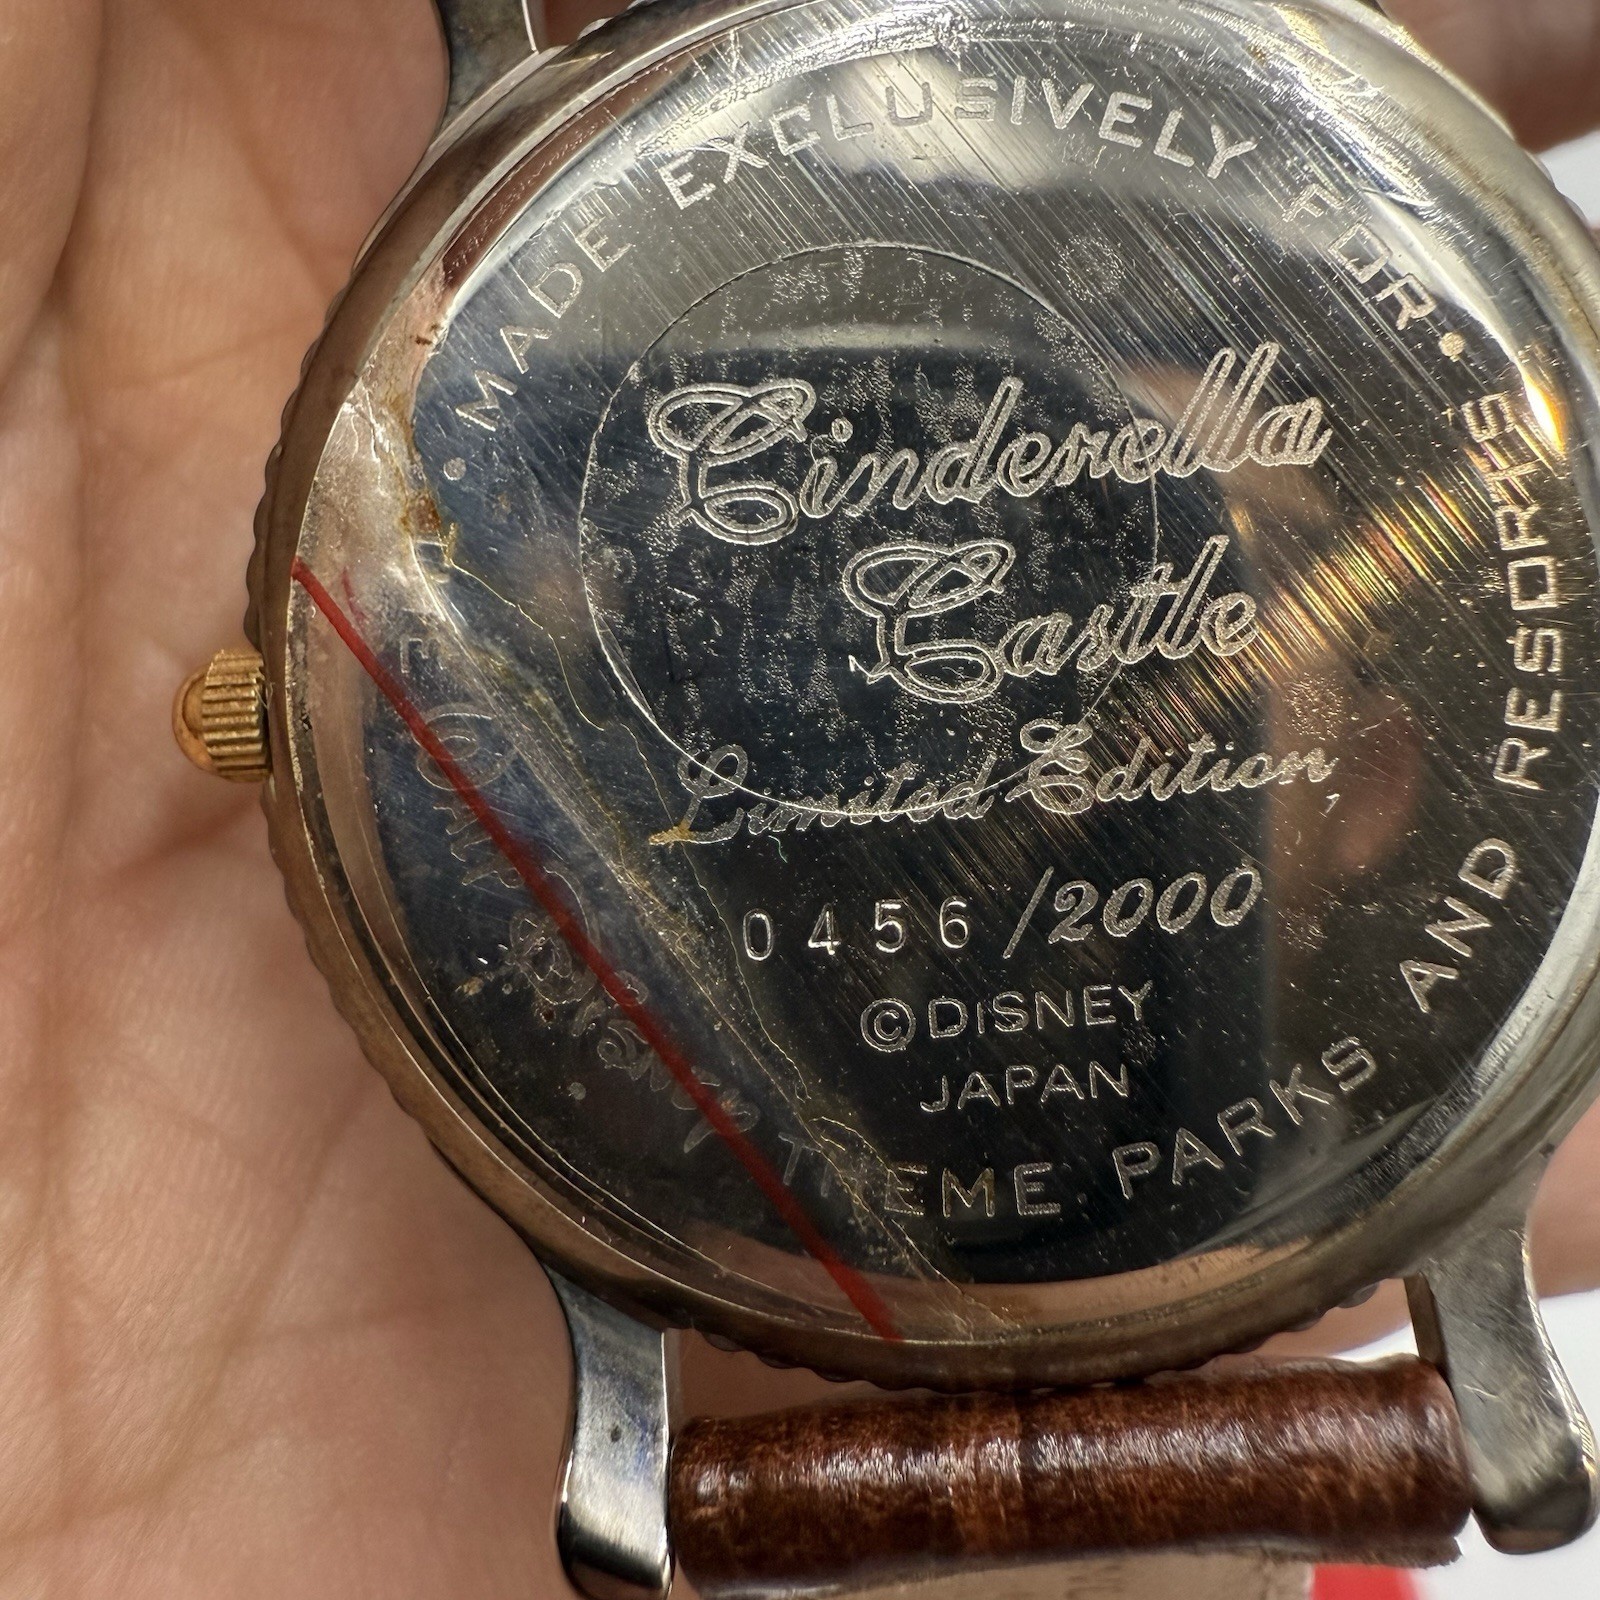 • MADE EXCLUSIVELY FOR •
Cinderella
Castle
Limited Edition
0456/2000
©DISNEY
JAPAN
THEME PARKS AND RESORTS